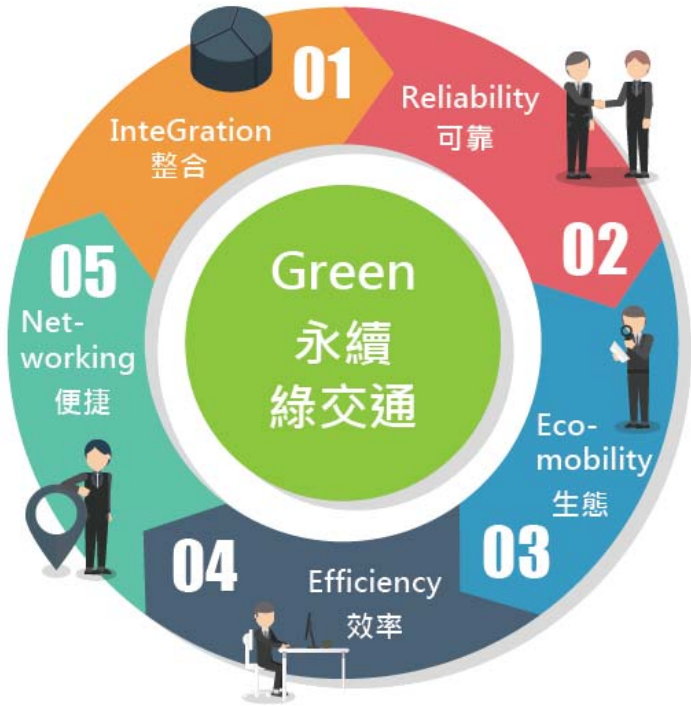 Green
永續
綠交通
01
InteGration
整合
Reliability
可靠
02
Eco-
mobility
生態
03
04
Efficiency
效率
05
Net-
working
便捷